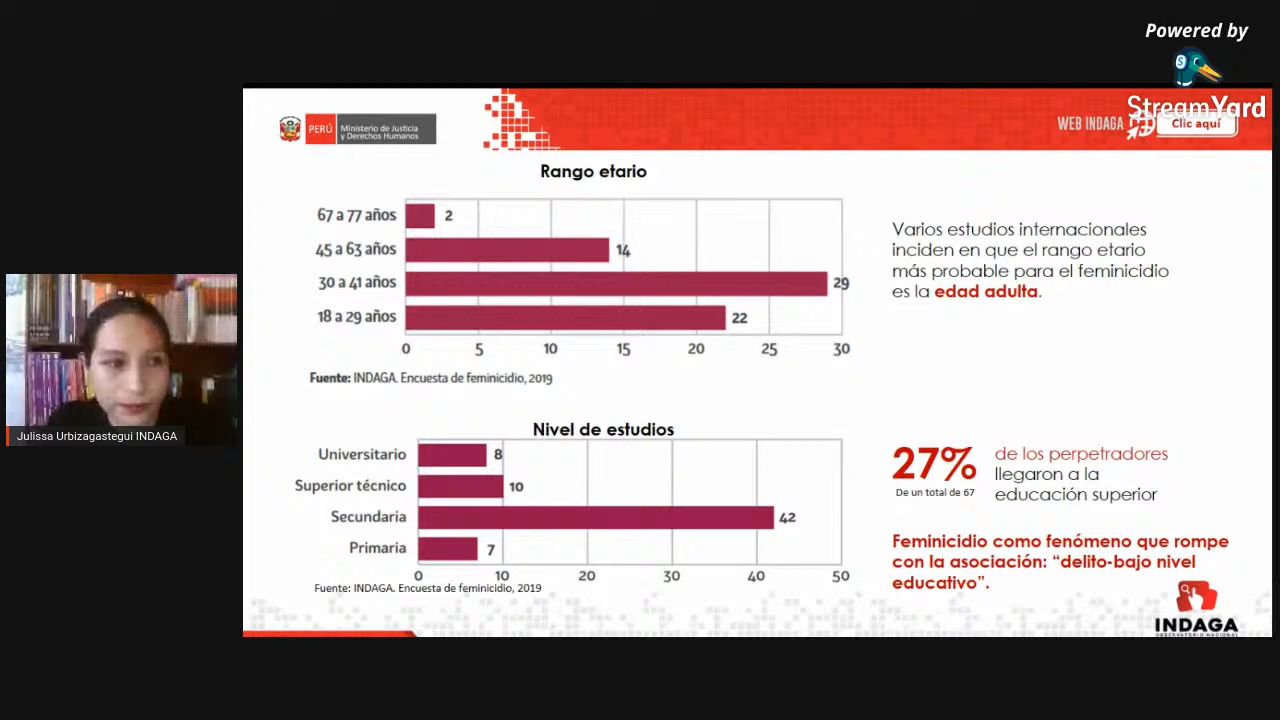 Powered by
StreamYard
PERÚ
Ministerio de Justicia
y Derechos Humanos
WEB INDAGA
Clic aquí
Rango etario
67 a 77 años
2
45 a 63 años
14
30 a 41 años
29
18 a 29 años
22
0 5 10 15 20 25 30
Fuente: INDAGA. Encuesta de feminicidio, 2019
Varios estudios internacionales
inciden en que el rango etario
más probable para el feminicidio
es la edad adulta.
Julissa Urbizagastegui INDAGA
Nivel de estudios
Universitario
8
Superior técnico
10
Secundaria
42
Primaria
7
0 10 20 30 40 50
Fuente: INDAGA. Encuesta de feminicidio, 2019
27%
De un total de 67
de los perpetradores
llegaron a la
educación superior
Feminicidio como fenómeno que rompe
con la asociación: “delito-bajo nivel
educativo”.
INDAGA
OBSERVATORIO NACIONAL